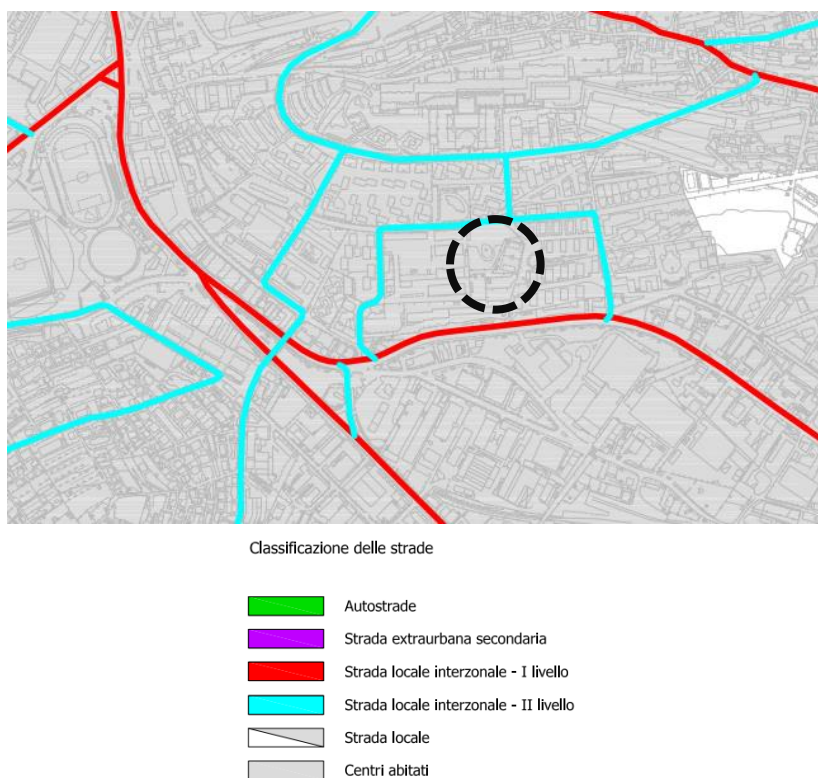 Classificazione delle strade
Autostrade
Strada extraurbana secondaria
Strada locale interzonale - I livello
Strada locale interzonale - II livello
Strada locale
Centri abitati